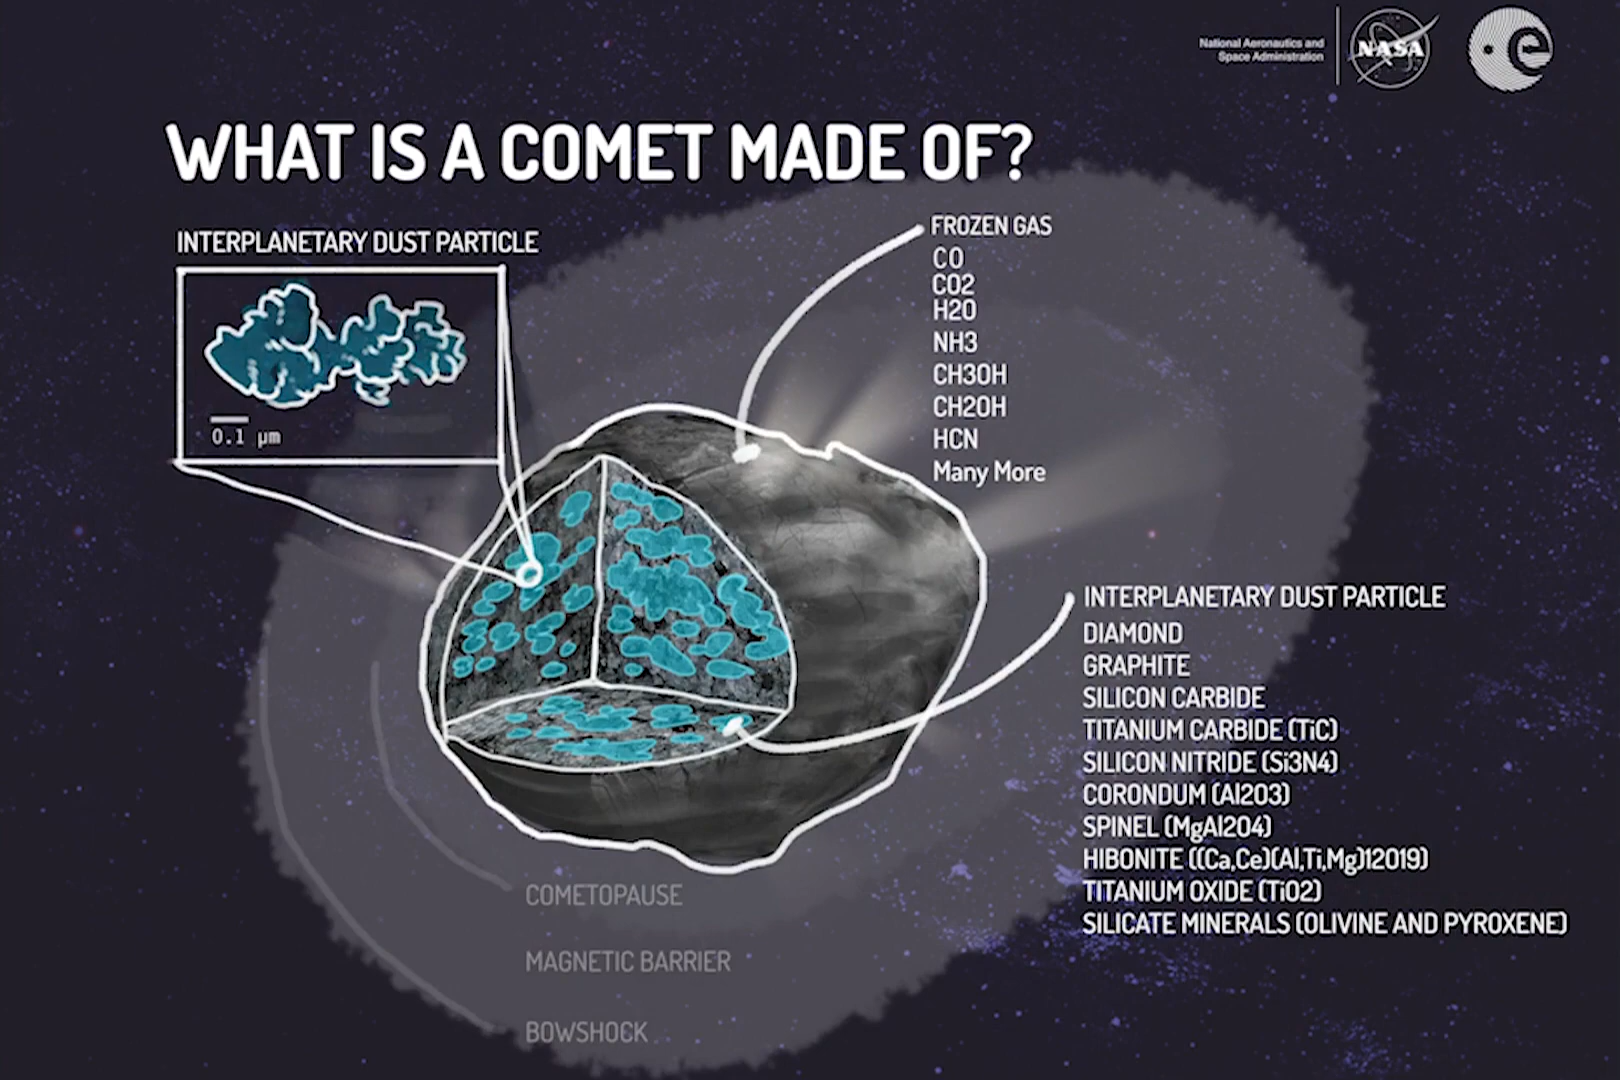 National Aeronautics and
Space Administration
NASA
e
WHAT IS A COMET MADE OF?
INTERPLANETARY DUST PARTICLE
0.1 µm
FROZEN GAS
CO
CO2
H2O
NH3
CH3OH
CH2OH
HCN
Many More
INTERPLANETARY DUST PARTICLE
DIAMOND
GRAPHITE
SILICON CARBIDE
TITANIUM CARBIDE (TiC)
SILICON NITRIDE (Si3N4)
CORONDUM (Al2O3)
SPINEL (MgAl2O4)
HIBONITE ((Ca,Ce)(Al,Ti,Mg)12O19)
TITANIUM OXIDE (TiO2)
SILICATE MINERALS (OLIVINE AND PYROXENE)
COMETOPAUSE
MAGNETIC BARRIER
BOWSHOCK